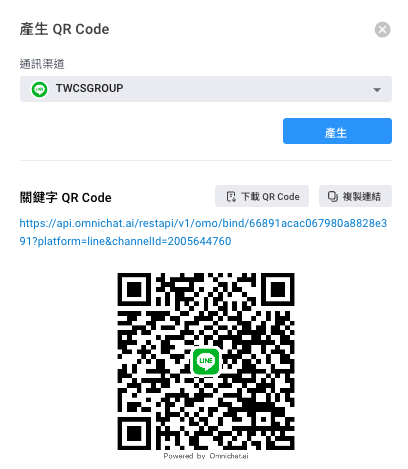 產生 QR Code
通訊渠道
LINE TWCSGROUP
產生
關鍵字 QR Code 下載 QR Code 複製連結
https://api.omnichat.ai/restapi/v1/omo/bind/66891acac067980a8828e3
91?platform=line&channelId=2005644760
LINE
Powered by Omnichat.ai